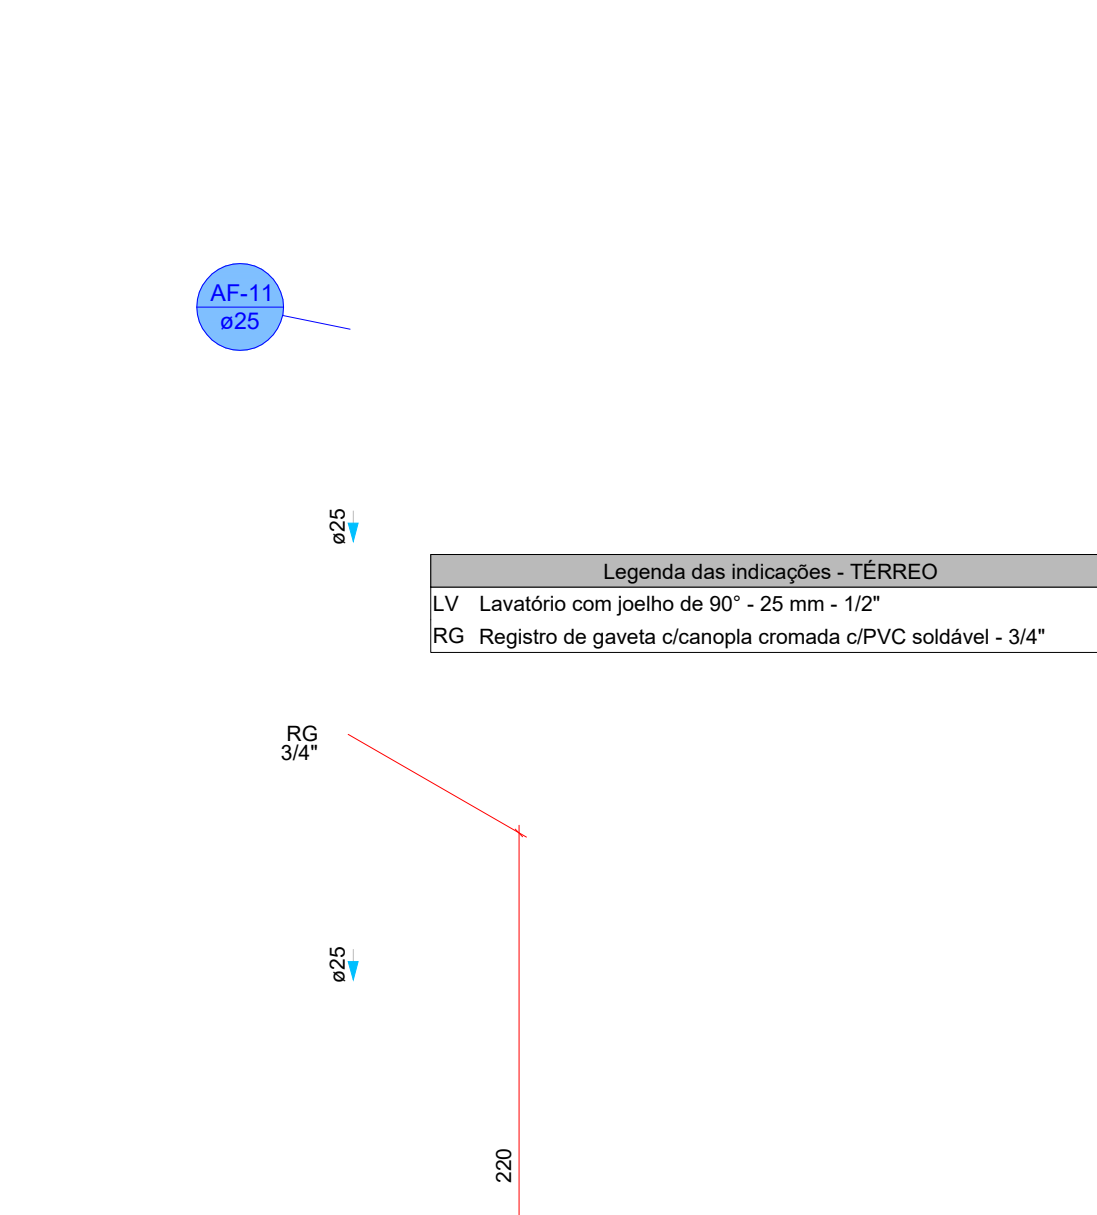 AF-11
ø25
ø25
Legenda das indicações - TÉRREO
LV Lavatório com joelho de 90° - 25 mm - 1/2"
RG Registro de gaveta c/canopla cromada c/PVC soldável - 3/4"
RG
3/4"
ø25
220